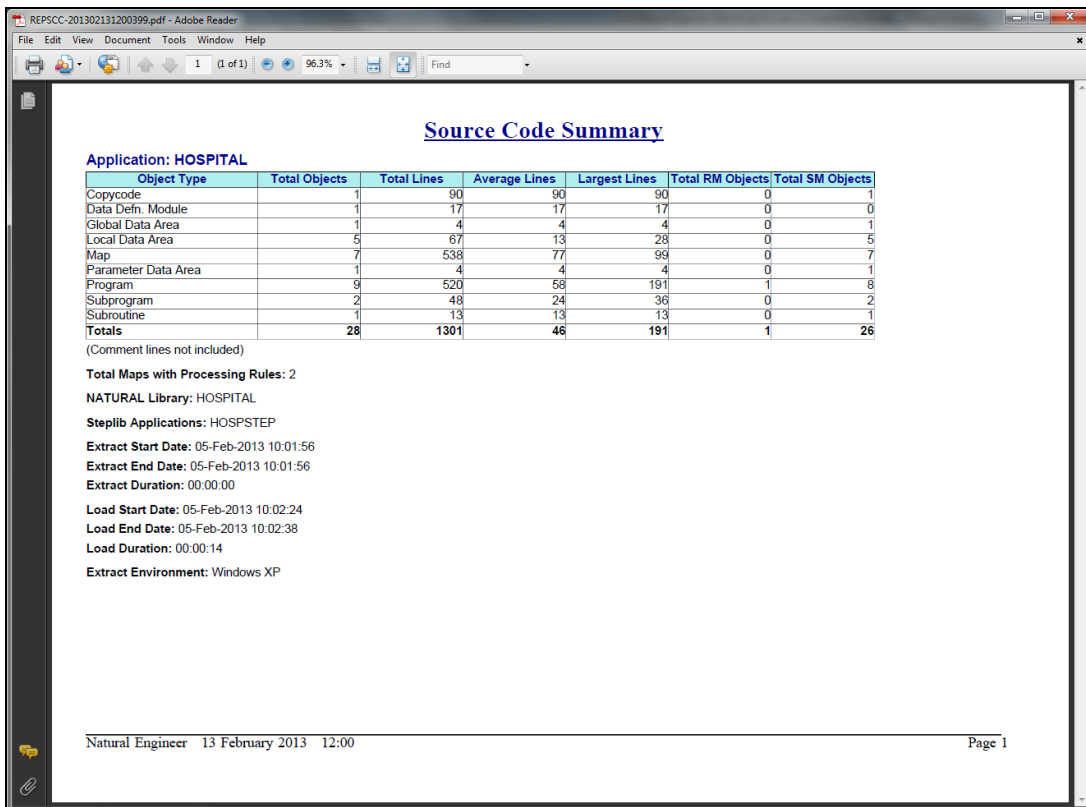 REPSCC-201302131200399.pdf - Adobe Reader
File Edit View Document Tools Window Help
1 (1 of 1) 96.3% Find
Source Code Summary
Application: HOSPITAL
Object Type Total Objects Total Lines Average Lines Largest Lines Total RM Objects Total SM Objects
Copycode 1 90 90 90 0 1
Data Defn. Module 1 17 17 17 0 0
Global Data Area 1 4 4 4 0 1
Local Data Area 5 67 13 28 0 5
Map 7 538 77 99 0 7
Parameter Data Area 1 4 4 4 0 1
Program 9 520 58 191 1 8
Subprogram 2 48 24 36 0 2
Subroutine 1 13 13 13 0 1
Totals 28 1301 46 191 1 26
(Comment lines not included)
Total Maps with Processing Rules: 2
NATURAL Library: HOSPITAL
Steplib Applications: HOSPSTEP
Extract Start Date: 05-Feb-2013 10:01:56
Extract End Date: 05-Feb-2013 10:01:56
Extract Duration: 00:00:00
Load Start Date: 05-Feb-2013 10:02:24
Load End Date: 05-Feb-2013 10:02:38
Load Duration: 00:00:14
Extract Environment: Windows XP
Natural Engineer 13 February 2013 12:00 Page 1